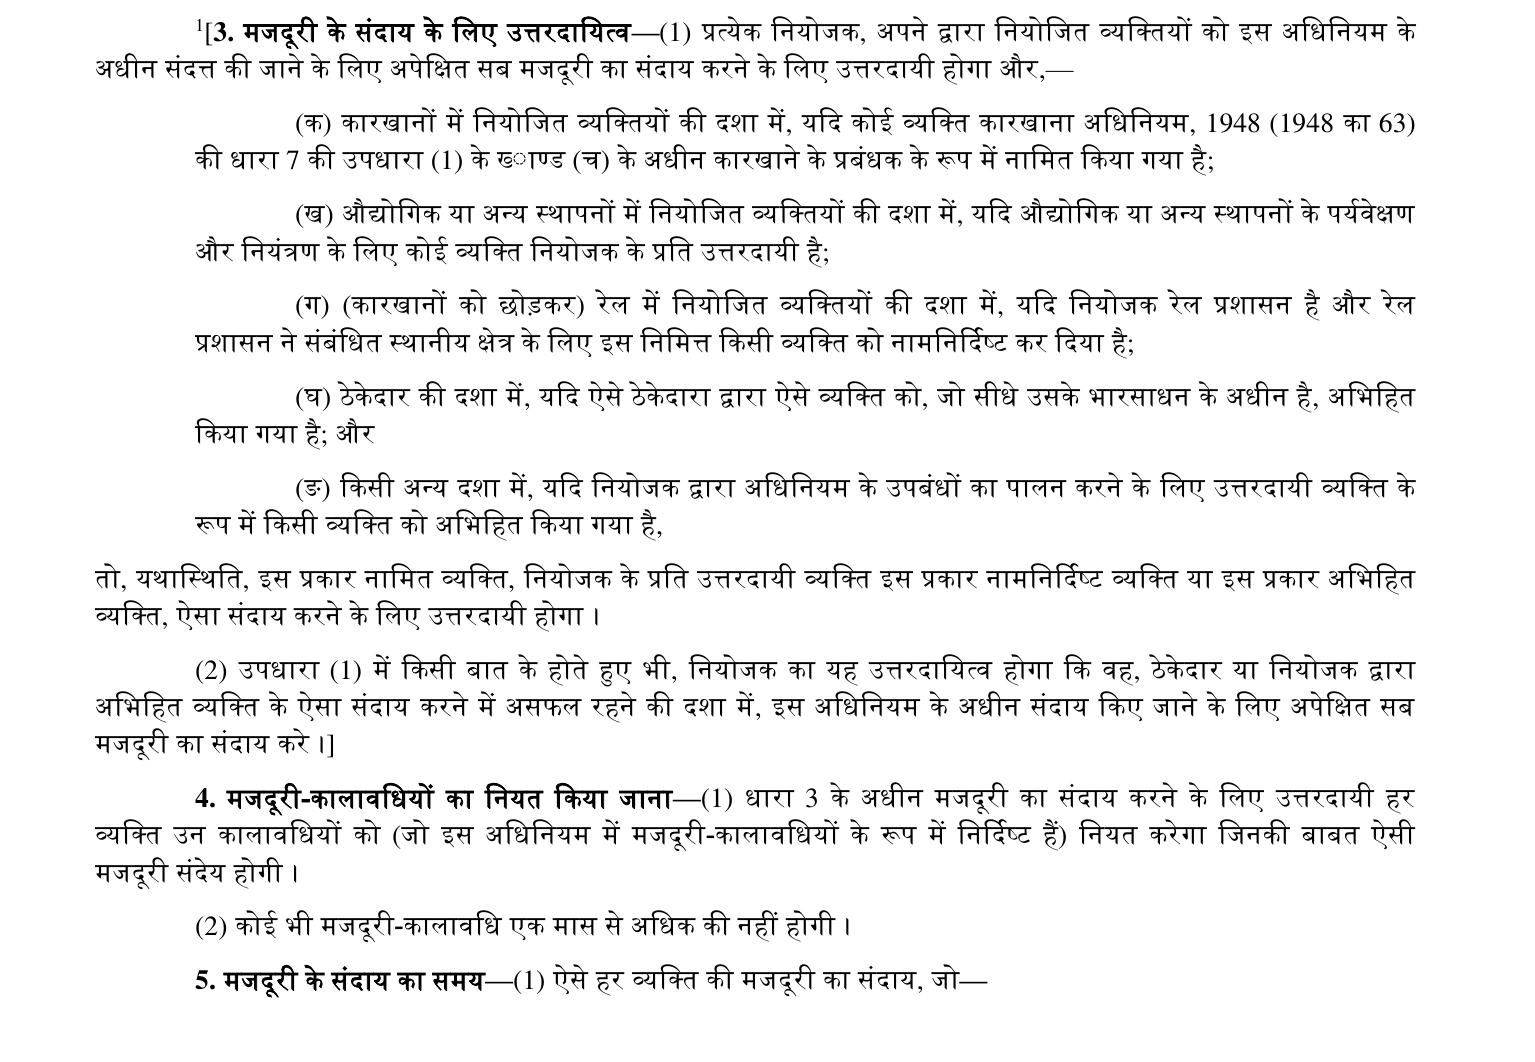 ¹[3. मजदूरी के संदाय के लिए उत्तरदायित्व—(1) प्रत्येक नियोजक, अपने द्वारा नियोजित व्यक्तियों को इस अधिनियम के
अधीन संदत्त की जाने के लिए अपेक्षित सब मजदूरी का संदाय करने के लिए उत्तरदायी होगा और,—
(क) कारखानों में नियोजित व्यक्तियों की दशा में, यदि कोई व्यक्ति कारखाना अधिनियम, 1948 (1948 का 63)
की धारा 7 की उपधारा (1) के ख्‍ाण्ड (च) के अधीन कारखाने के प्रबंधक के रूप में नामित किया गया है;
(ख) औद्योगिक या अन्य स्थापनों में नियोजित व्यक्तियों की दशा में, यदि औद्योगिक या अन्य स्थापनों के पर्यवेक्षण
और नियंत्रण के लिए कोई व्यक्ति नियोजक के प्रति उत्तरदायी है;
(ग) (कारखानों को छोड़कर) रेल में नियोजित व्यक्तियों की दशा में, यदि नियोजक रेल प्रशासन है और रेल
प्रशासन ने संबंधित स्थानीय क्षेत्र के लिए इस निमित्त किसी व्यक्ति को नामनिर्दिष्ट कर दिया है;
(घ) ठेकेदार की दशा में, यदि ऐसे ठेकेदारा द्वारा ऐसे व्यक्ति को, जो सीधे उसके भारसाधन के अधीन है, अभिहित
किया गया है; और
(ङ) किसी अन्य दशा में, यदि नियोजक द्वारा अधिनियम के उपबंधों का पालन करने के लिए उत्तरदायी व्यक्ति के
रूप में किसी व्यक्ति को अभिहित किया गया है,
तो, यथास्थिति, इस प्रकार नामित व्यक्ति, नियोजक के प्रति उत्तरदायी व्यक्ति इस प्रकार नामनिर्दिष्ट व्यक्ति या इस प्रकार अभिहित
व्यक्ति, ऐसा संदाय करने के लिए उत्तरदायी होगा ।
(2) उपधारा (1) में किसी बात के होते हुए भी, नियोजक का यह उत्तरदायित्व होगा कि वह, ठेकेदार या नियोजक द्वारा
अभिहित व्यक्ति के ऐसा संदाय करने में असफल रहने की दशा में, इस अधिनियम के अधीन संदाय किए जाने के लिए अपेक्षित सब
मजदूरी का संदाय करे ।]
4. मजदूरी-कालावधियों का नियत किया जाना—(1) धारा 3 के अधीन मजदूरी का संदाय करने के लिए उत्तरदायी हर
व्यक्ति उन कालावधियों को (जो इस अधिनियम में मजदूरी-कालावधियों के रूप में निर्दिष्ट हैं) नियत करेगा जिनकी बाबत ऐसी
मजदूरी संदेय होगी ।
(2) कोई भी मजदूरी-कालावधि एक मास से अधिक की नहीं होगी ।
5. मजदूरी के संदाय का समय—(1) ऐसे हर व्यक्ति की मजदूरी का संदाय, जो—